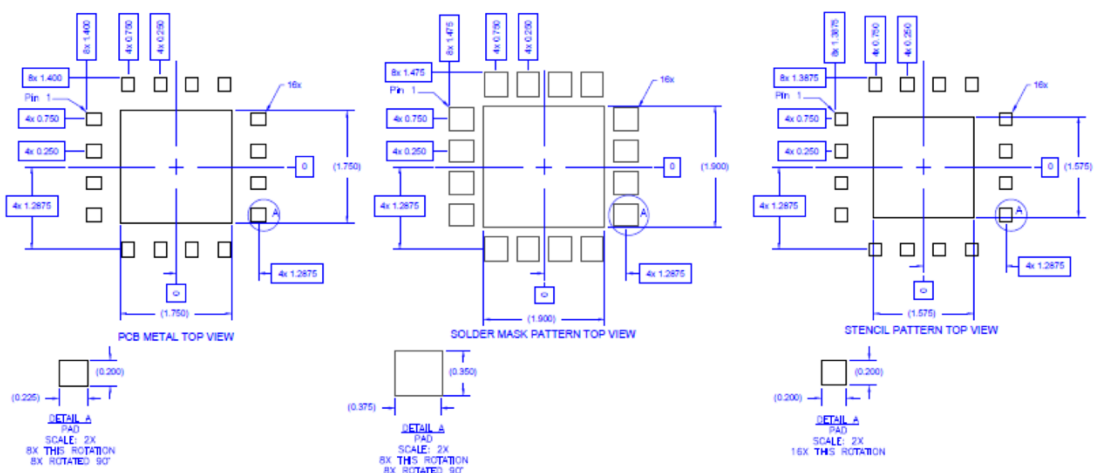 8x 1.400
4x 0.750
4x 0.250
8x 1.400
Pin 1
16x
4x 0.750
4x 0.250
0
(1.750)
4x 1.2875
A
4x 1.2875
0
(1.750)
PCB METAL TOP VIEW
(0.200)
(0.225)
DETAIL A
PAD
SCALE: 2X
8X THIS ROTATION
8X ROTATED 90°
8x 1.475
4x 0.750
4x 0.250
8x 1.475
Pin 1
16x
4x 0.750
4x 0.250
0
(1.900)
4x 1.2875
A
4x 1.2875
0
(1.900)
SOLDER MASK PATTERN TOP VIEW
(0.350)
(0.375)
DETAIL A
PAD
SCALE: 2X
8X THIS ROTATION
8X ROTATED 90°
8x 1.3875
4x 0.750
4x 0.250
8x 1.3875
Pin 1
16x
4x 0.750
4x 0.250
0
(1.575)
4x 1.2875
A
4x 1.2875
0
(1.575)
STENCIL PATTERN TOP VIEW
(0.200)
(0.200)
DETAIL A
PAD
SCALE: 2X
16X THIS ROTATION